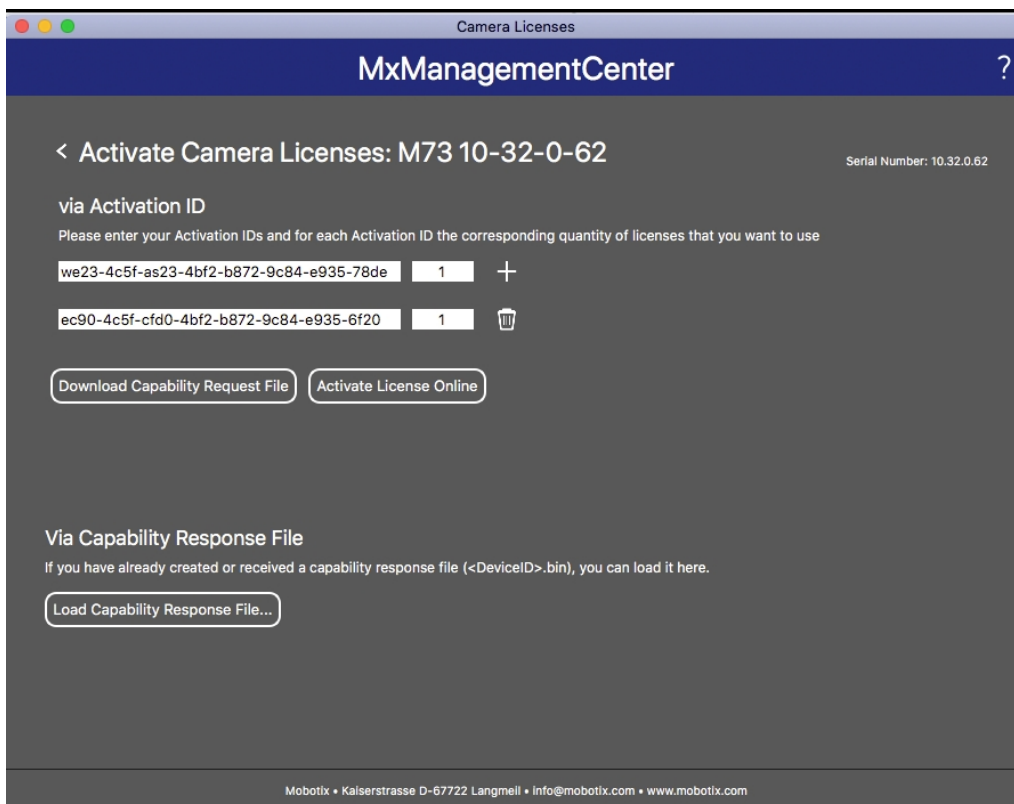 Camera Licenses
MxManagementCenter
?
< Activate Camera Licenses: M73 10-32-0-62
Serial Number: 10.32.0.62
via Activation ID
Please enter your Activation IDs and for each Activation ID the corresponding quantity of licenses that you want to use
we23-4c5f-as23-4bf2-b872-9c84-e935-78de 1 +
ec90-4c5f-cfd0-4bf2-b872-9c84-e935-6f20 1
Download Capability Request File Activate License Online
Via Capability Response File
If you have already created or received a capability response file (<DeviceID>.bin), you can load it here.
Load Capability Response File...
Mobotix • Kaiserstrasse D-67722 Langmeil • info@mobotix.com • www.mobotix.com